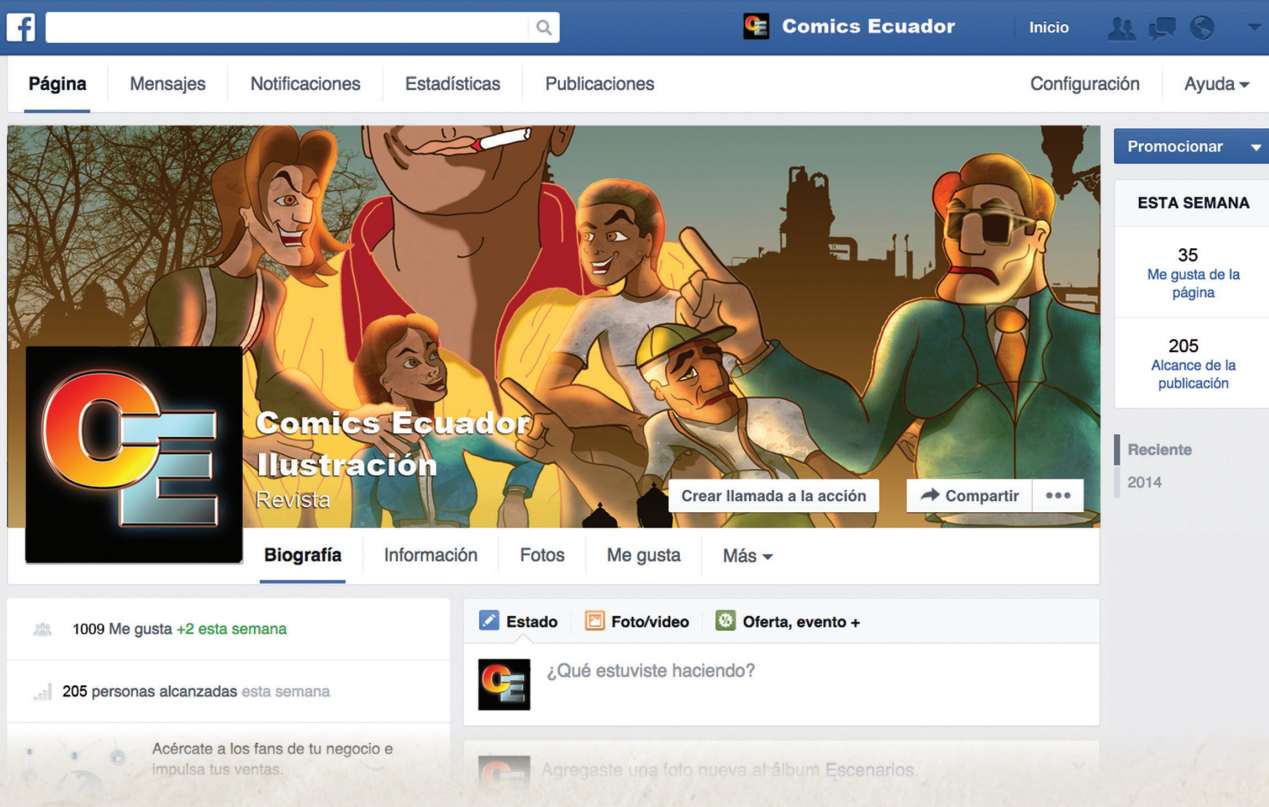 f
CE Comics Ecuador
Inicio
Página
Mensajes
Notificaciones
Estadísticas
Publicaciones
Configuración
Ayuda
Promocionar
ESTA SEMANA
35
Me gusta de la
página
205
Alcance de la
publicación
Reciente
2014
CE
Comics Ecuador
Ilustración
Revista
Crear llamada a la acción
Compartir
Biografía
Información
Fotos
Me gusta
Más
1009 Me gusta +2 esta semana
205 personas alcanzadas esta semana
Acércate a los fans de tu negocio e
impulsa tus ventas.
Estado
Foto/video
Oferta, evento +
CE
¿Qué estuviste haciendo?
CE
Agregaste una foto nueva al álbum Escenarios.